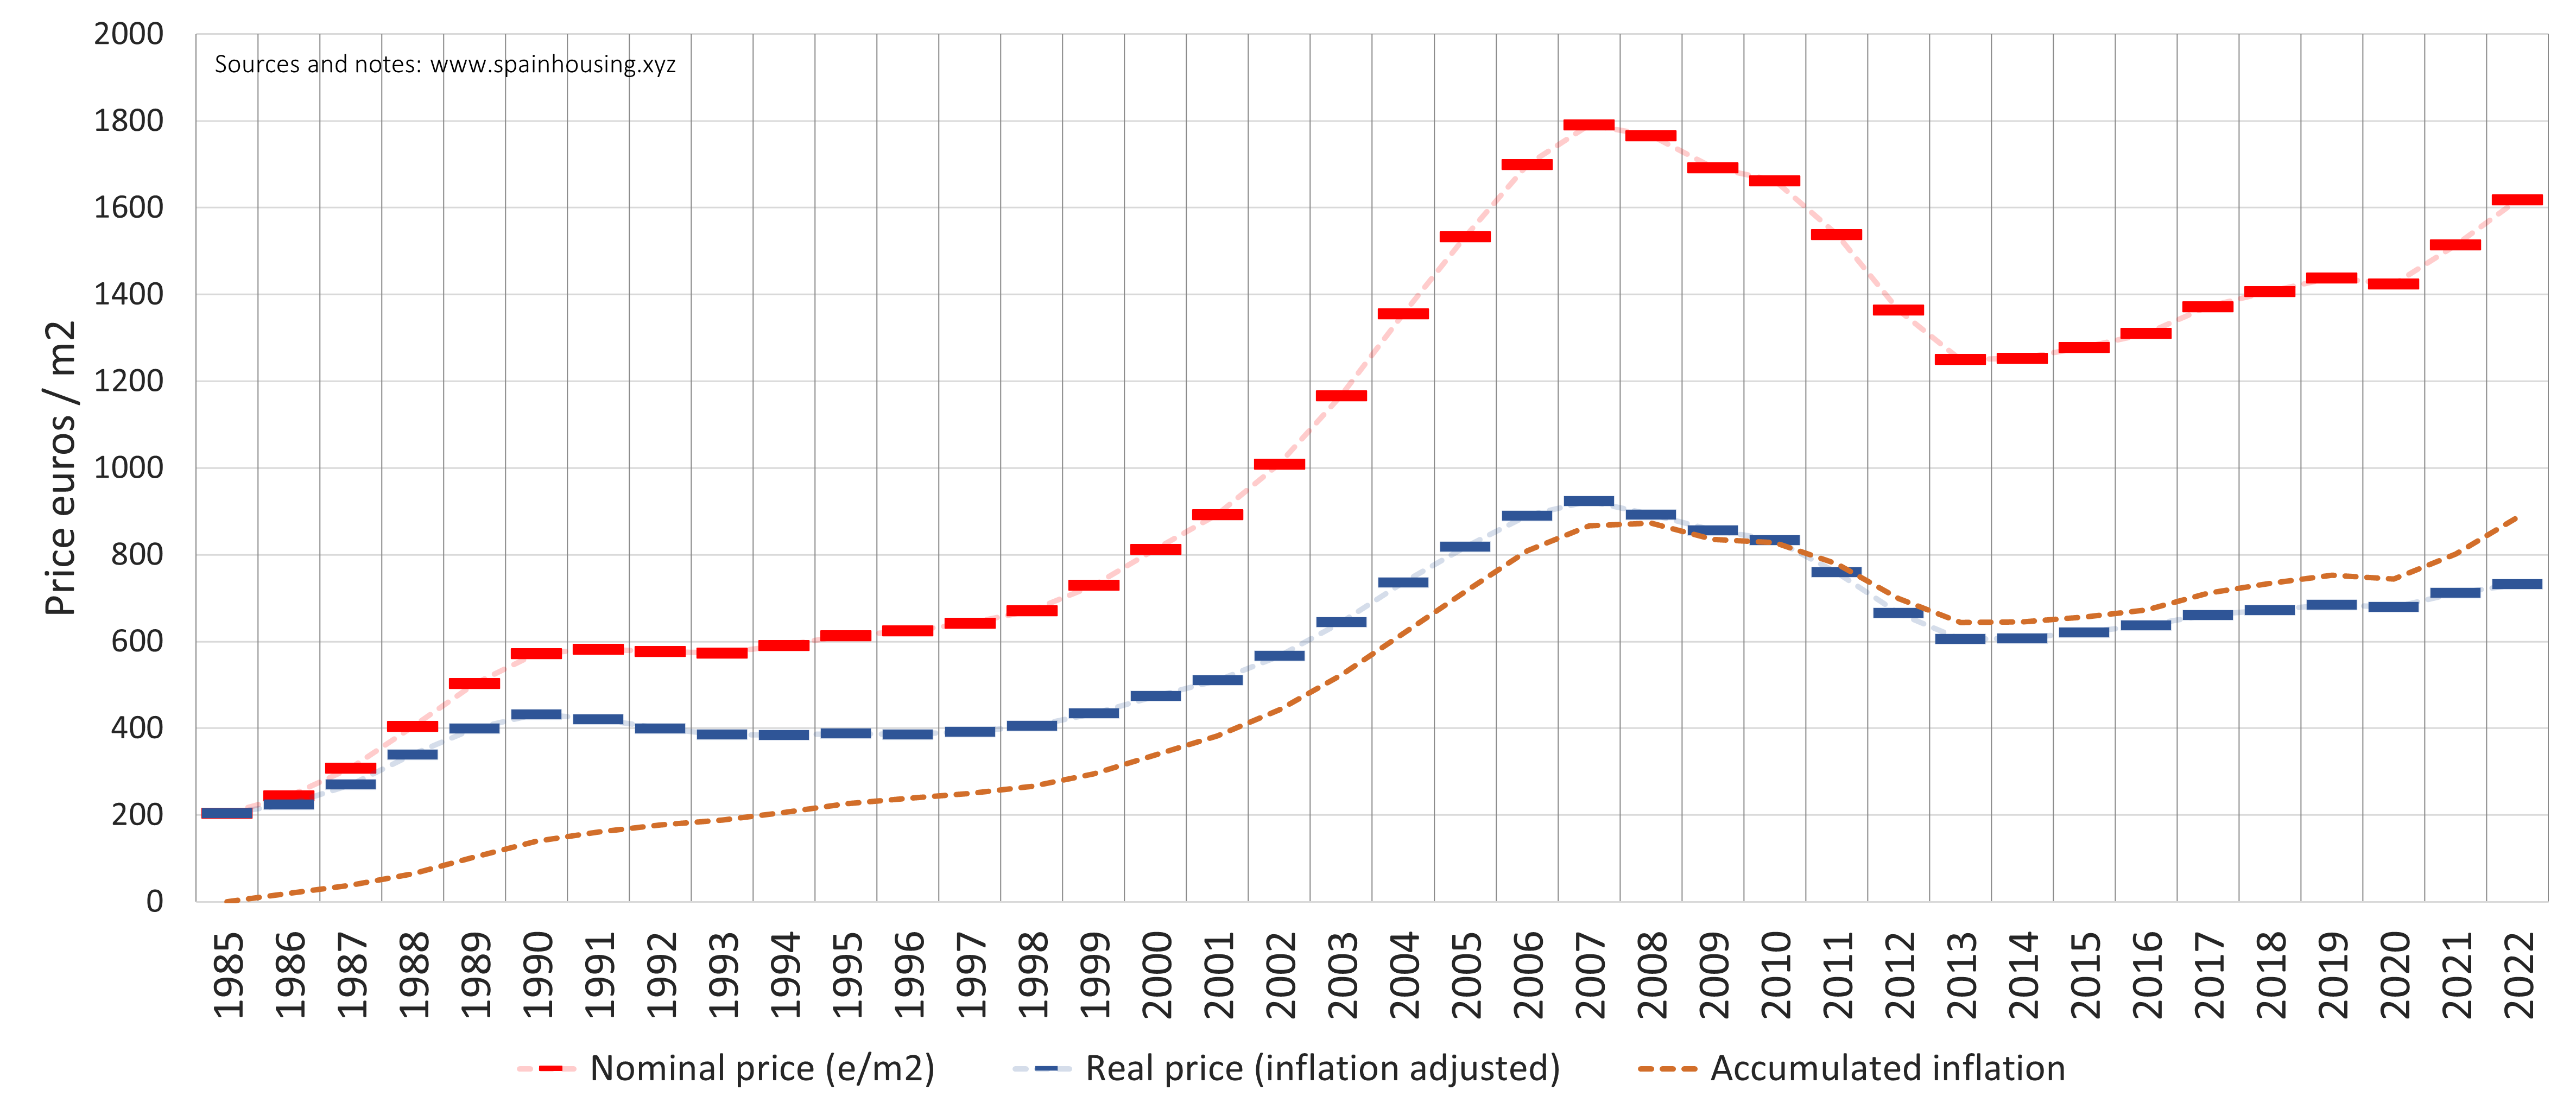 2000
Sources and notes: www.spainhousing.xyz
1800
1600
1400
1200
1000
800
600
400
200
0
Price euros / m2
1985 1986 1987 1988 1989 1990 1991 1992 1993 1994 1995 1996 1997 1998 1999 2000 2001 2002 2003 2004 2005 2006 2007 2008 2009 2010 2011 2012 2013 2014 2015 2016 2017 2018 2019 2020 2021 2022
Nominal price (e/m2) Real price (inflation adjusted) Accumulated inflation